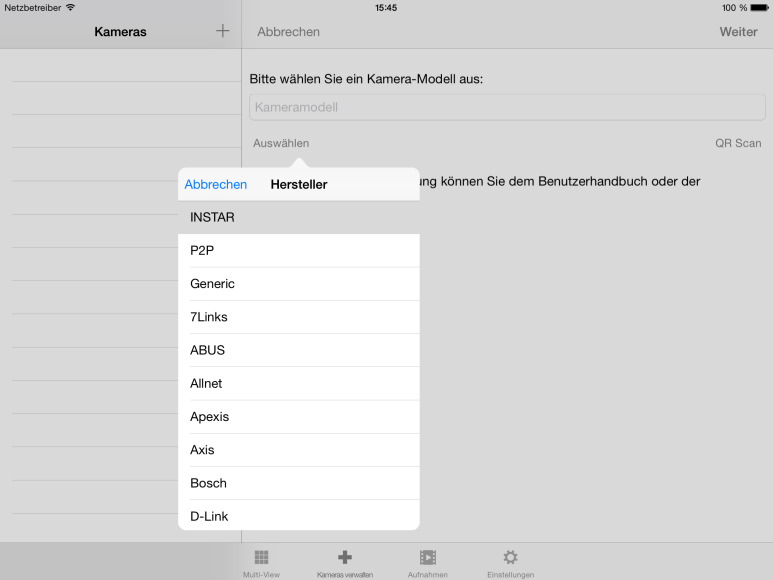 Netzbetreiber
15:45
100 %
Kameras
Abbrechen
Weiter
Bitte wählen Sie ein Kamera-Modell aus:
Kameramodell
Auswählen
QR Scan
ung können Sie dem Benutzerhandbuch oder der
Abbrechen
Hersteller
INSTAR
P2P
Generic
7Links
ABUS
Allnet
Apexis
Axis
Bosch
D-Link
Multi-View
Kameras verwalten
Aufnahmen
Einstellungen